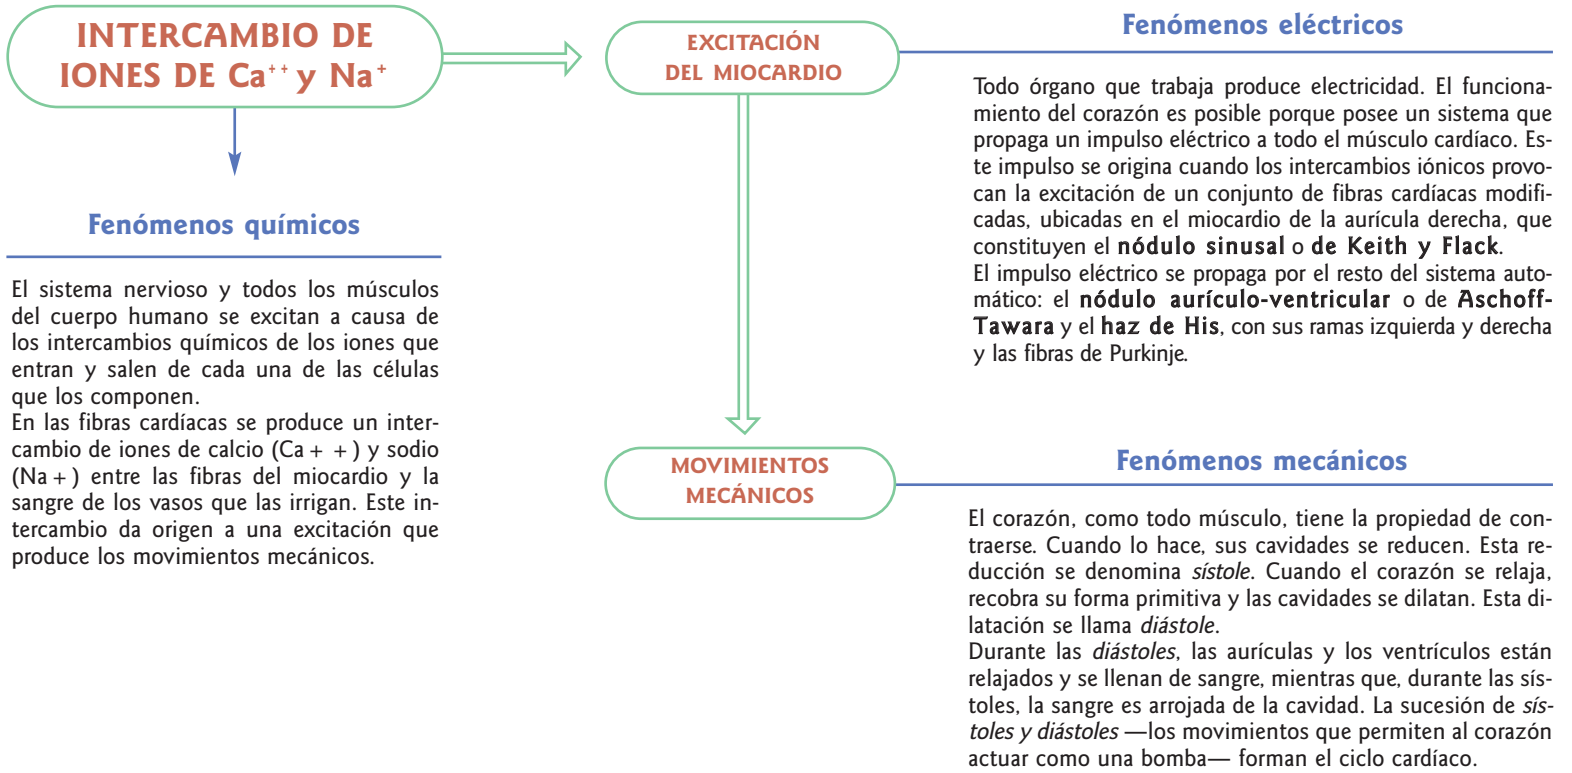 INTERCAMBIO DE
IONES DE Ca⁺⁺ y Na⁺
Fenómenos químicos
El sistema nervioso y todos los músculos
del cuerpo humano se excitan a causa de
los intercambios químicos de los iones que
entran y salen de cada una de las células
que los componen.
En las fibras cardíacas se produce un inter-
cambio de iones de calcio (Ca + +) y sodio
(Na +) entre las fibras del miocardio y la
sangre de los vasos que las irrigan. Este in-
tercambio da origen a una excitación que
produce los movimientos mecánicos.
EXCITACIÓN
DEL MIOCARDIO
Fenómenos eléctricos
Todo órgano que trabaja produce electricidad. El funciona-
miento del corazón es posible porque posee un sistema que
propaga un impulso eléctrico a todo el músculo cardíaco. Es-
te impulso se origina cuando los intercambios iónicos provo-
can la excitación de un conjunto de fibras cardíacas modifi-
cadas, ubicadas en el miocardio de la aurícula derecha, que
constituyen el nódulo sinusal o de Keith y Flack.
El impulso eléctrico se propaga por el resto del sistema auto-
mático: el nódulo aurículo-ventricular o de Aschoff-
Tawara y el haz de His, con sus ramas izquierda y derecha
y las fibras de Purkinje.
MOVIMIENTOS
MECÁNICOS
Fenómenos mecánicos
El corazón, como todo músculo, tiene la propiedad de con-
traerse. Cuando lo hace, sus cavidades se reducen. Esta re-
ducción se denomina sístole. Cuando el corazón se relaja,
recobra su forma primitiva y las cavidades se dilatan. Esta di-
latación se llama diástole.
Durante las diástoles, las aurículas y los ventrículos están
relajados y se llenan de sangre, mientras que, durante las sís-
toles, la sangre es arrojada de la cavidad. La sucesión de sís-
toles y diástoles —los movimientos que permiten al corazón
actuar como una bomba— forman el ciclo cardíaco.